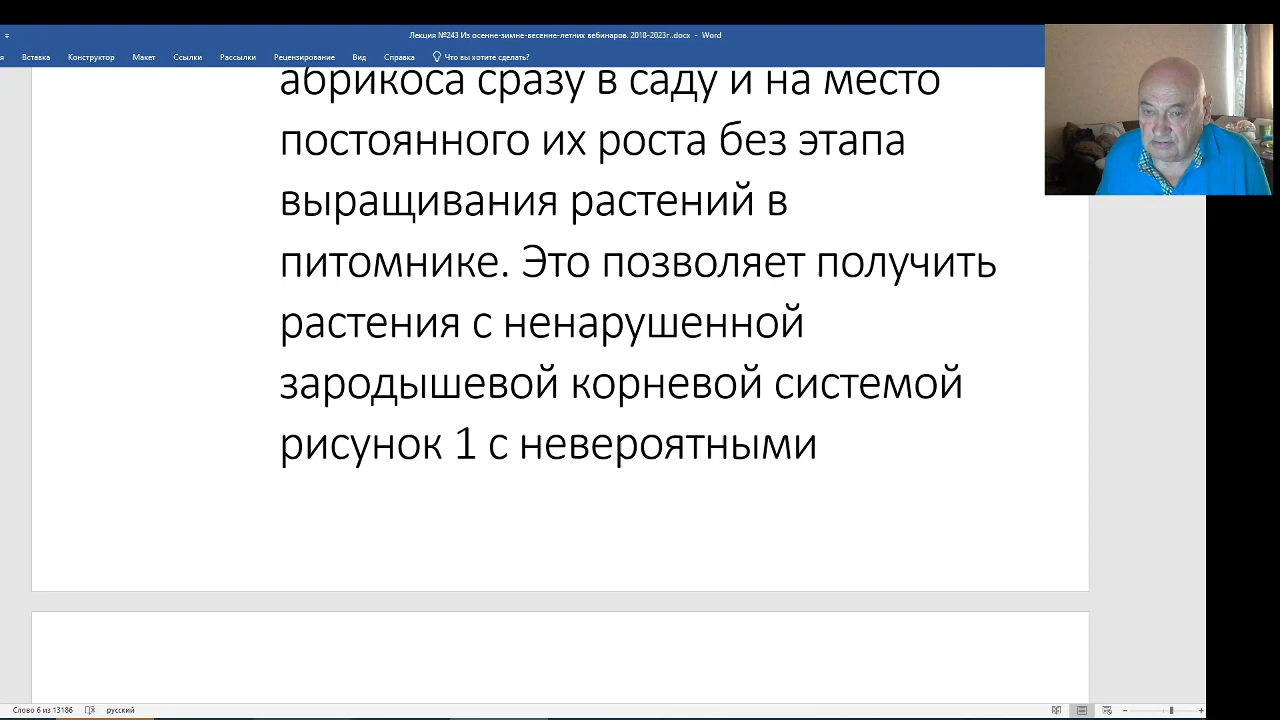 Лекция №243 Из осенне-зимне-весенне-летних вебинаров. 2018-2023г..docx - Word
я Вставка Конструктор Макет Ссылки Рассылки Рецензирование Вид Справка Что вы хотите сделать?
абрикоса сразу в саду и на место
постоянного их роста без этапа
выращивания растений в
питомнике. Это позволяет получить
растения с ненарушенной
зародышевой корневой системой
рисунок 1 с невероятными
Слово 6 из 13186 русский